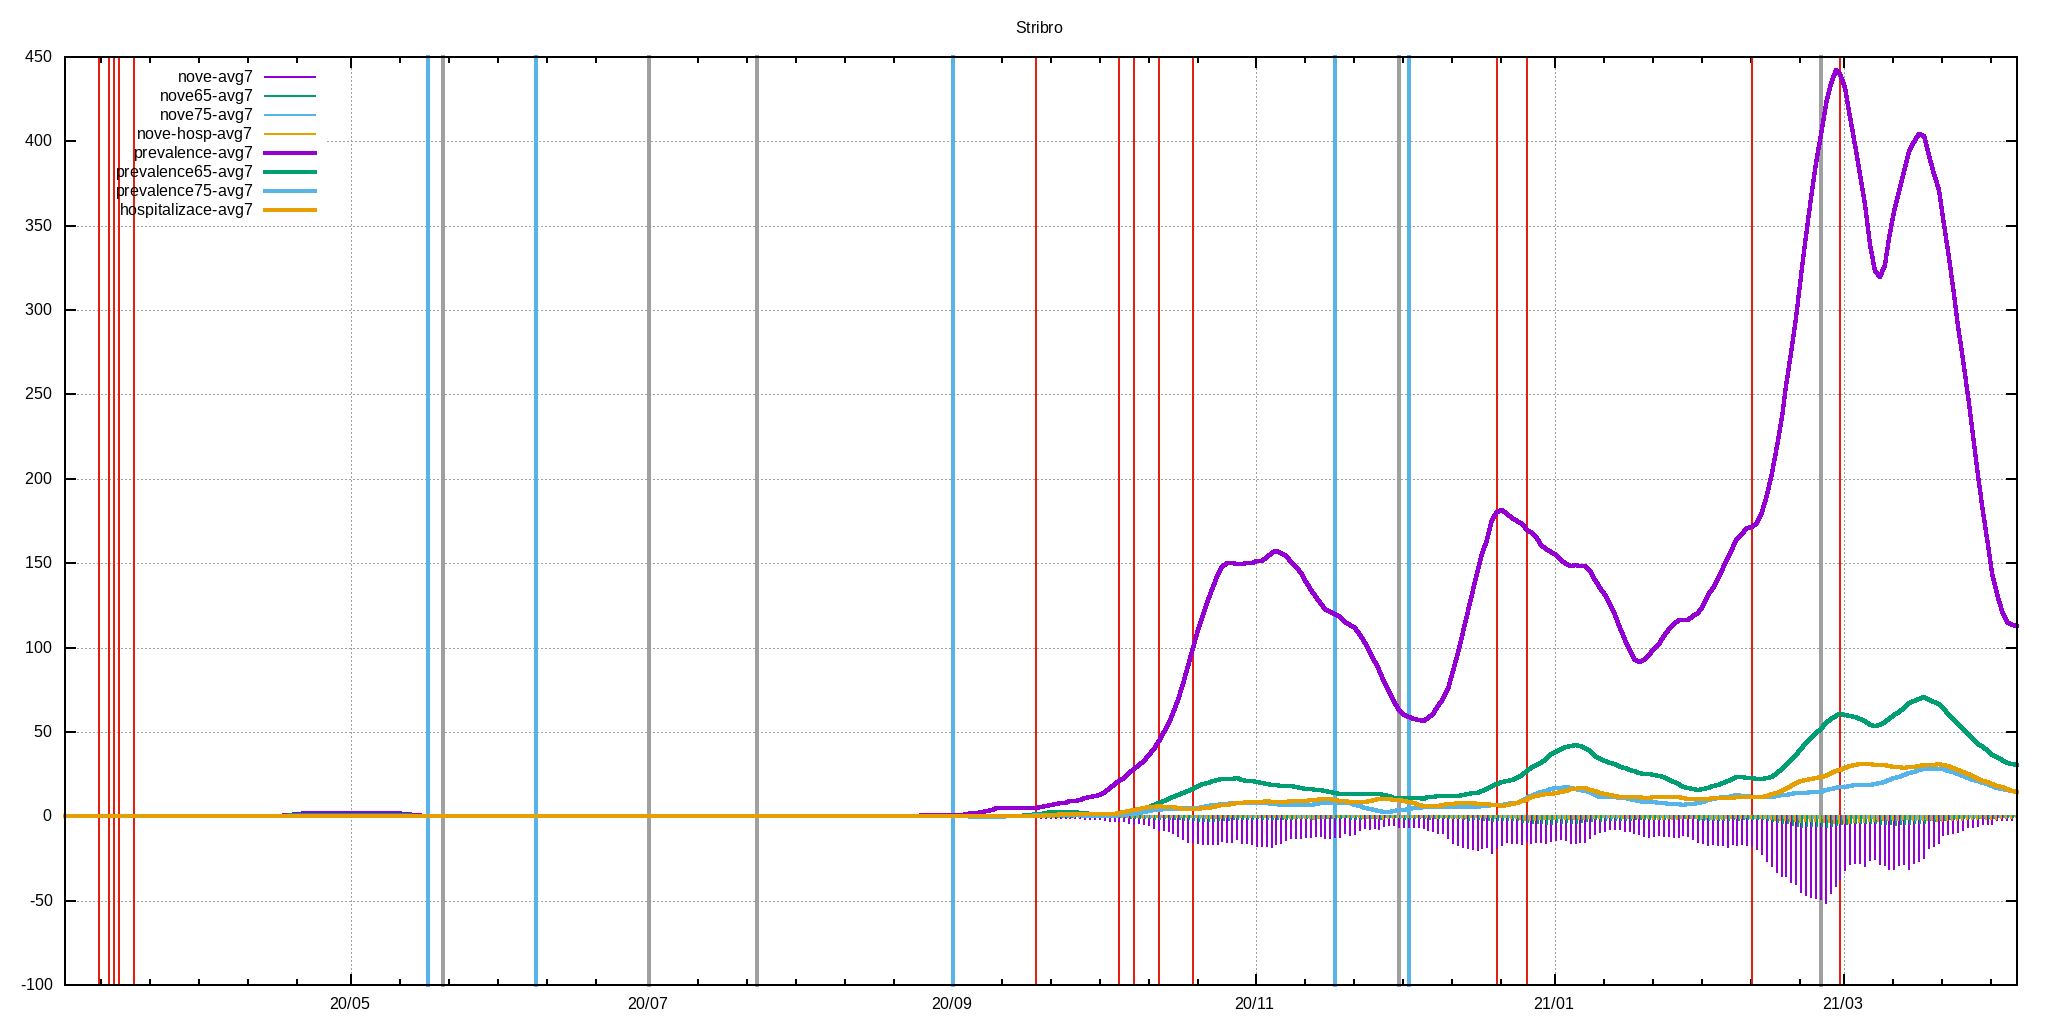 Stribro
450
400
350
300
250
200
150
100
50
0
-50
-100
nove-avg7
nove65-avg7
nove75-avg7
nove-hosp-avg7
prevalence-avg7
prevalence65-avg7
prevalence75-avg7
hospitalizace-avg7
20/05 20/07 20/09 20/11 21/01 21/03